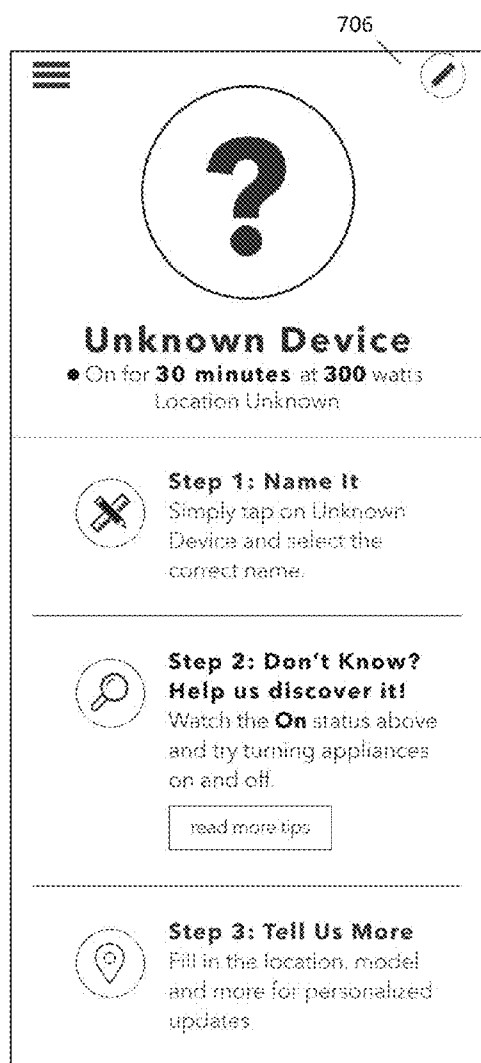 706
?
Unknown Device
On for 30 minutes at 300 watts
Location Unknown
Step 1: Name It
Simply tap on Unknown
Device and select the
correct name.
Step 2: Don't Know?
Help us discover it!
Watch the On status above
and try turning appliances
on and off.
read more tips
Step 3: Tell Us More
Fill in the location, model
and more for personalized
updates